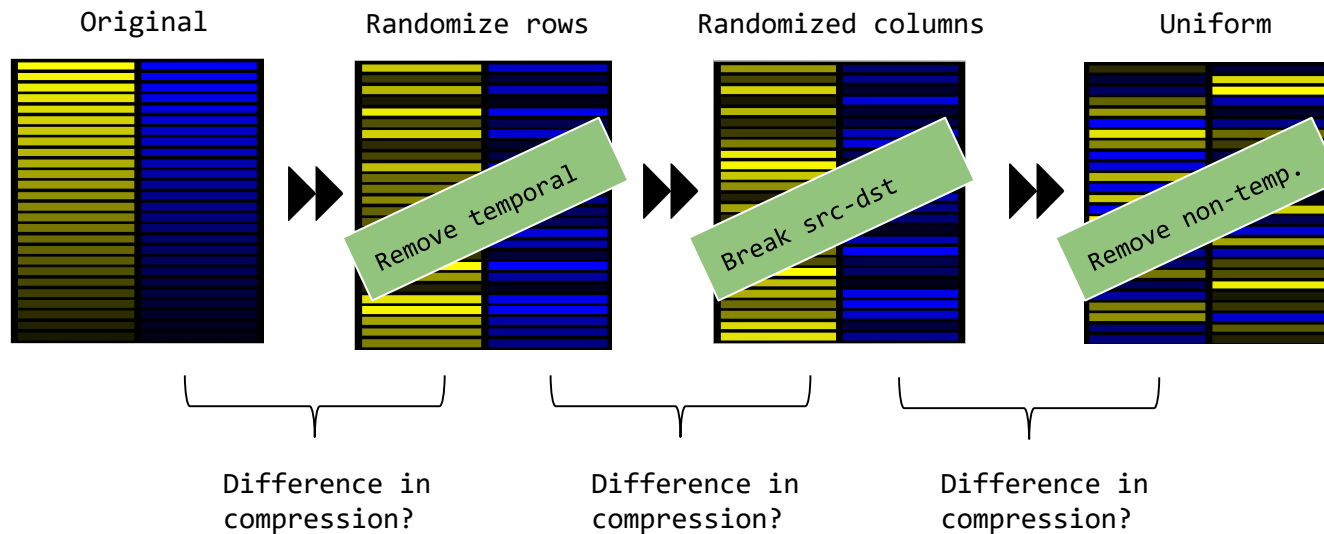 Original
Randomize rows
Randomized columns
Uniform
Remove temporal
Break src-dst
Remove non-temp.
Difference in
compression?
Difference in
compression?
Difference in
compression?